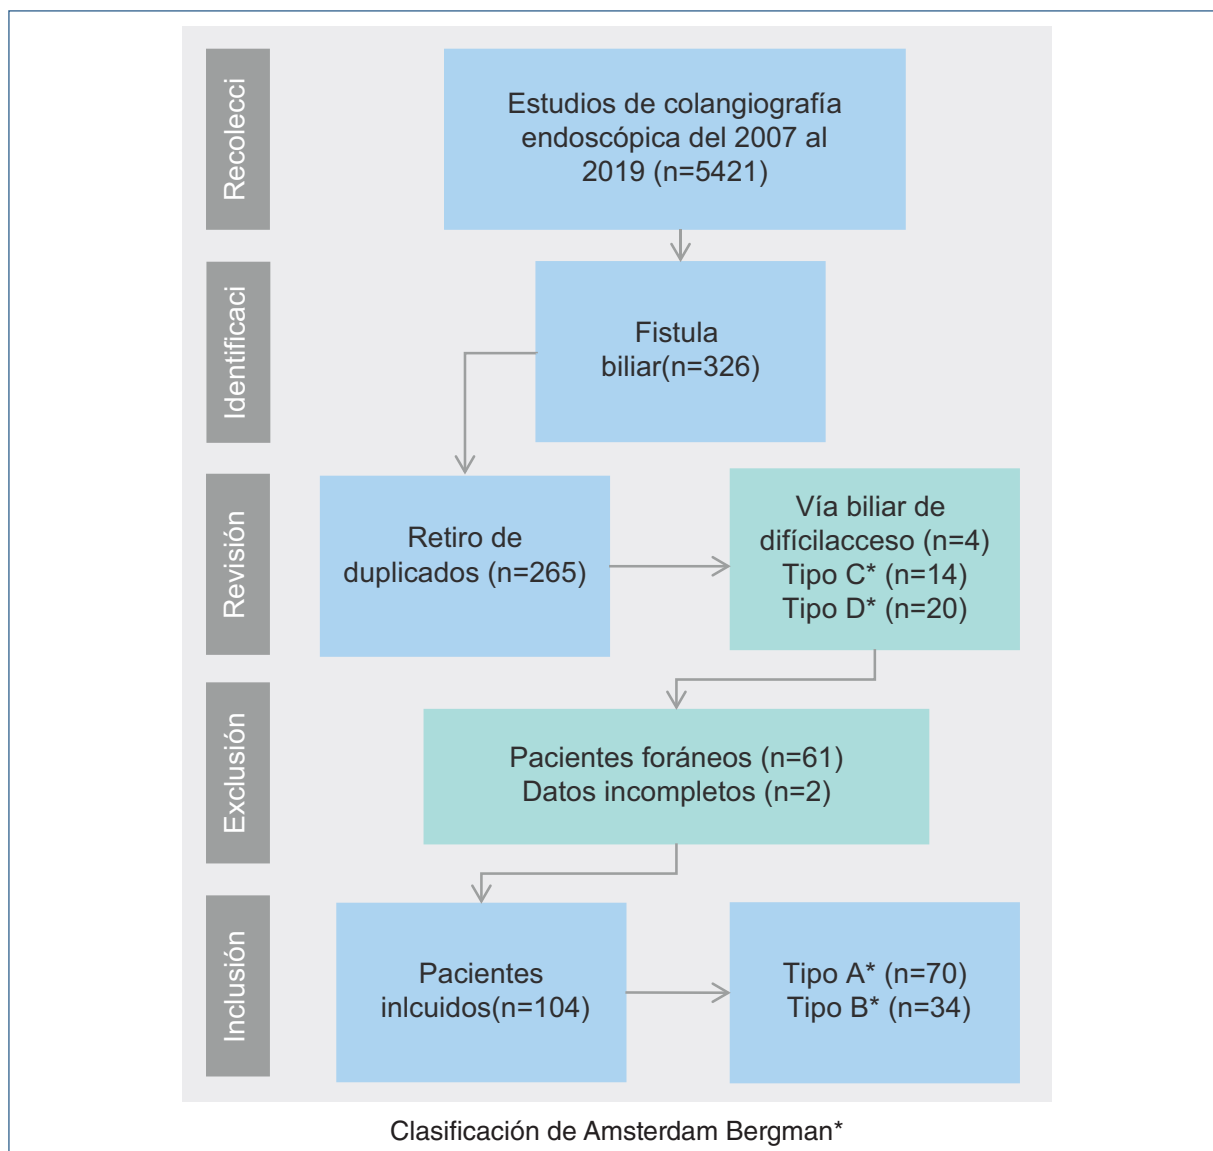 Recolecci
Estudios de colangiografía
endoscópica del 2007 al
2019 (n=5421)
Identificaci
Fistula
biliar(n=326)
Revisión
Retiro de
duplicados (n=265)
Vía biliar de
difícilacceso (n=4)
Tipo C* (n=14)
Tipo D* (n=20)
Exclusión
Pacientes foráneos (n=61)
Datos incompletos (n=2)
Inclusión
Pacientes
inlcuidos(n=104)
Tipo A* (n=70)
Tipo B* (n=34)
Clasificación de Amsterdam Bergman*